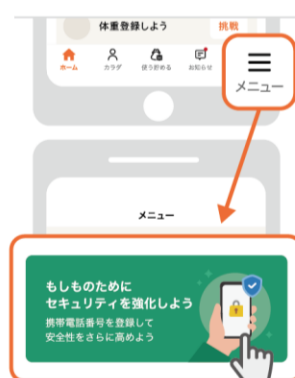 体重登録しよう
挑戦
ホーム
カラダ
使う貯める
お知らせ
メニュー
メニュー
もしものために
セキュリティを強化しよう
携帯電話番号を登録して
安全性をさらに高めよう